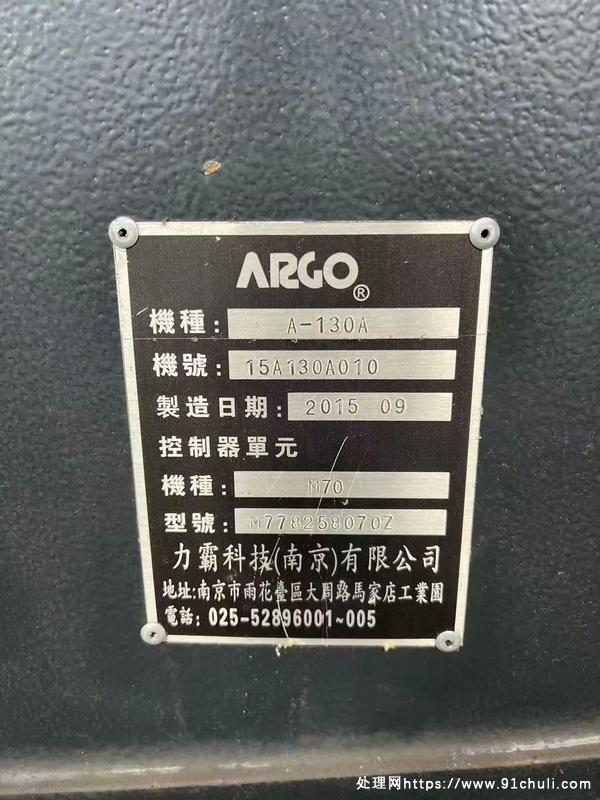 ARGO®
機種: A-130A
機號: 15A130A010
製造日期: 2015 09
控制器單元
機種: M70
型號: M778258070Z
力霸科技(南京)有限公司
地址:南京市雨花臺區大周路馬家店工業園
電話: 025-52896001~005
处理网https://www.91chuli.com